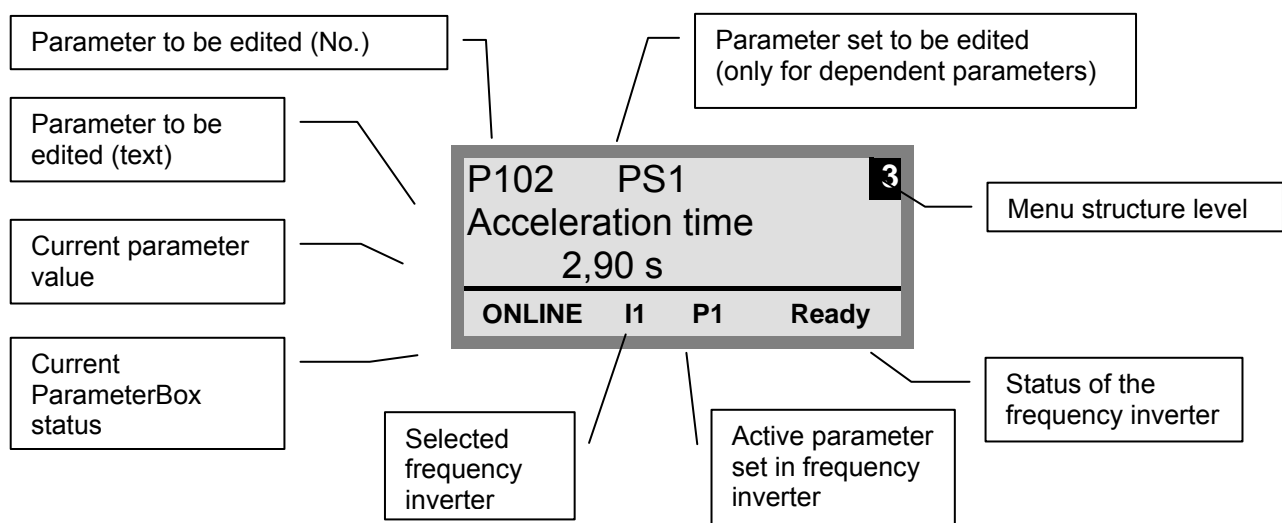 Parameter to be edited (No.)
Parameter set to be edited
(only for dependent parameters)
Parameter to be
edited (text)
P102 PS1 3
Acceleration time
2,90 s
ONLINE I1 P1 Ready
Menu structure level
Current parameter
value
Current
ParameterBox
status
Selected
frequency
inverter
Active parameter
set in frequency
inverter
Status of the
frequency inverter